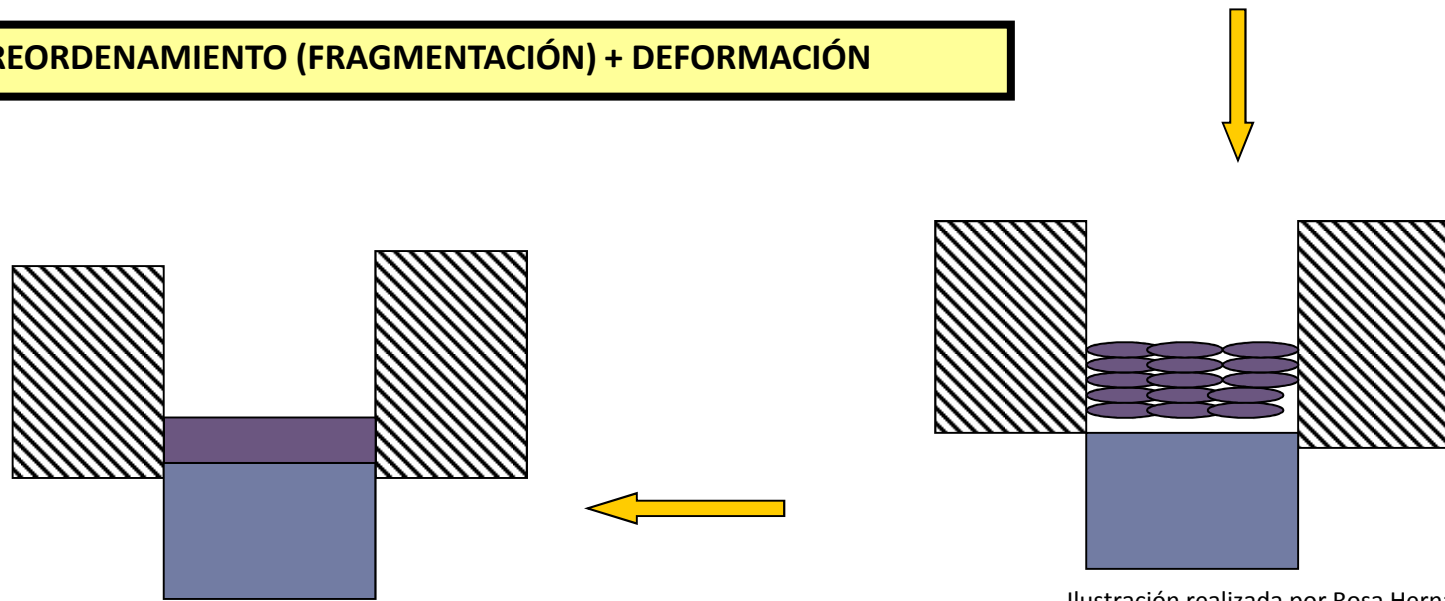 REORDENAMIENTO (FRAGMENTACIÓN) + DEFORMACIÓN
Ilustración realizada por Rosa